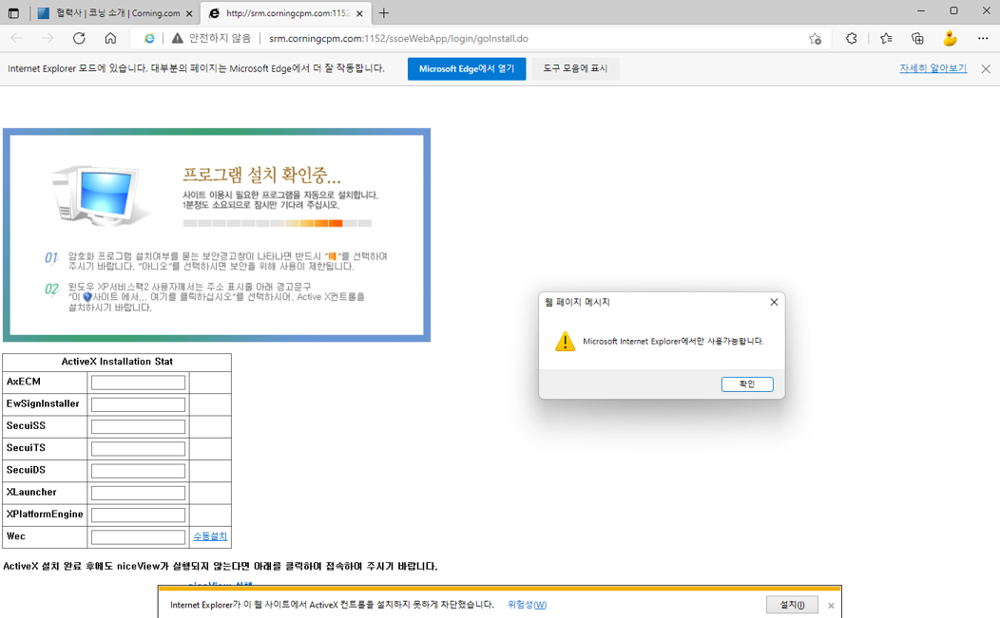 협력사 | 코닝 소개 | Corning.com
http://srm.corningcpm.com:1152
안전하지 않음
srm.corningcpm.com:1152/ssoeWebApp/login/goInstall.do
Internet Explorer 모드에 있습니다. 대부분의 페이지는 Microsoft Edge에서 더 잘 작동합니다.
Microsoft Edge에서 열기
도구 모음에 표시
자세히 알아보기
프로그램 설치 확인중...
사이트 이용시 필요한 프로그램을 자동으로 설치합니다.
1분정도 소요되므로 잠시만 기다려 주십시오.
01 암호화 프로그램 설치여부를 묻는 보안경고창이 나타나면 반드시 "예"를 선택하여
주시기 바랍니다. "아니오"를 선택하시면 보안을 위해 사용이 제한됩니다.
02 윈도우 XP서비스팩2 사용자께서는 주소 표시줄 아래 경고문구
"이 사이트 에서... 여기를 클릭하십시오"를 선택하시어, Active X컨트롤을
설치하시기 바랍니다.
웹 페이지 메시지
Microsoft Internet Explorer에서만 사용가능합니다.
확인
ActiveX Installation Stat
AxECM
EwSignInstaller
SecuiSS
SecuiTS
SecuiDS
XLauncher
XPlatformEngine
Wec 수동설치
ActiveX 설치 완료 후에도 niceView가 실행되지 않는다면 아래를 클릭하여 접속하여 주시기 바랍니다.
Internet Explorer가 이 웹 사이트에서 ActiveX 컨트롤을 설치하지 못하게 차단했습니다. 위험성(W) 설치(I)